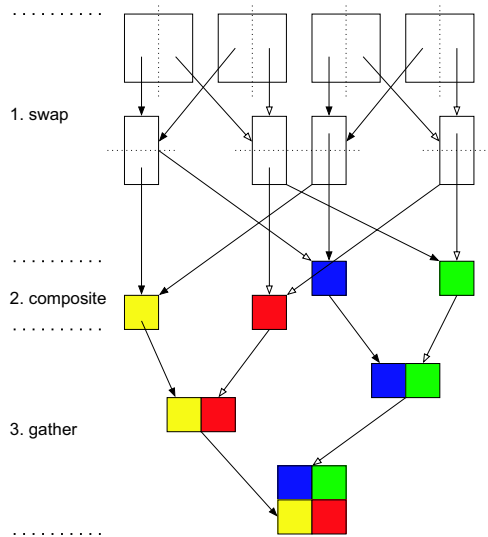 1. swap
2. composite
3. gather